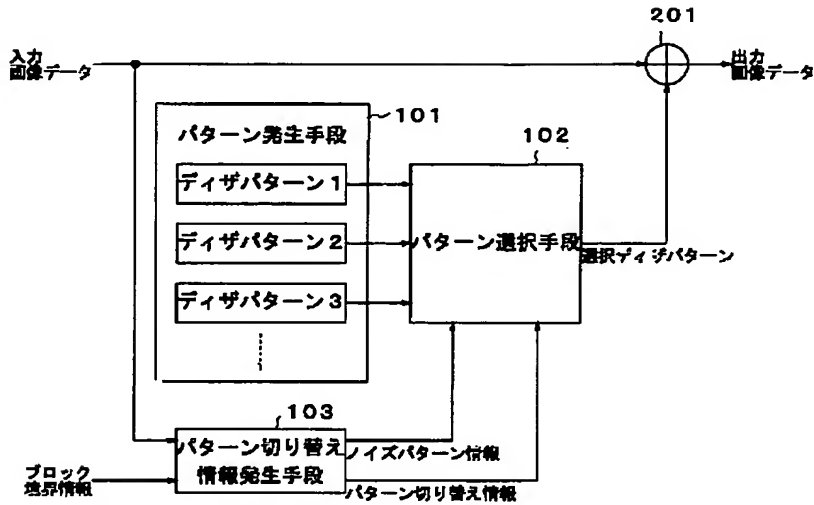 201
入力
画像データ
出力
画像データ
101
パターン発生手段
102
ディザパターン1
ディザパターン2
パターン選択手段
選択ディザパターン
ディザパターン3
103
パターン切り替え
情報発生手段
ノイズパターン情報
ブロック
境界情報
パターン切り替え情報